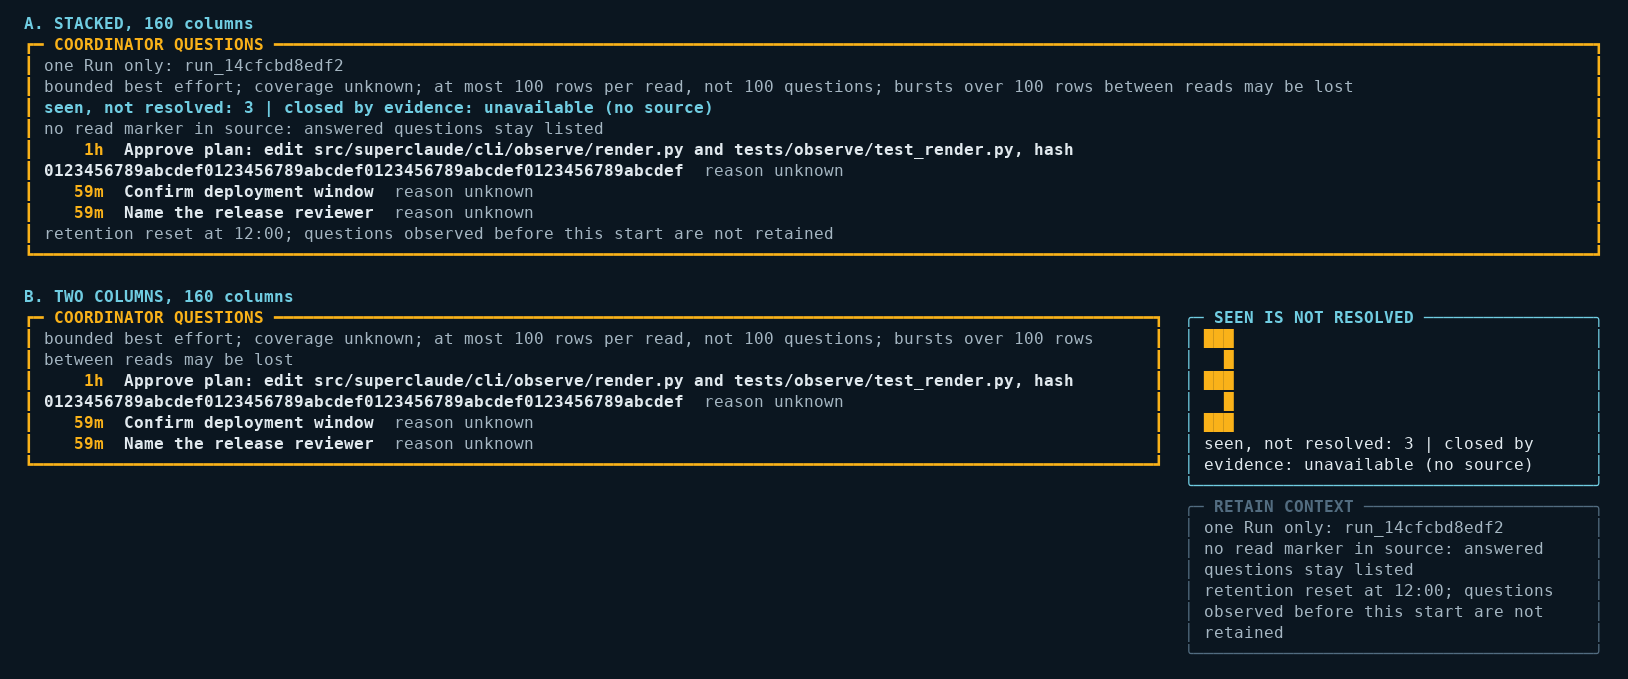 A. STACKED, 160 columns
COORDINATOR QUESTIONS
one Run only: run_14cfcbd8edf2
bounded best effort; coverage unknown; at most 100 rows per read, not 100 questions; bursts over 100 rows between reads may be lost
seen, not resolved: 3 | closed by evidence: unavailable (no source)
no read marker in source: answered questions stay listed
1h  Approve plan: edit src/superclaude/cli/observe/render.py and tests/observe/test_render.py, hash
0123456789abcdef0123456789abcdef0123456789abcdef0123456789abcdef  reason unknown
59m  Confirm deployment window  reason unknown
59m  Name the release reviewer  reason unknown
retention reset at 12:00; questions observed before this start are not retained
B. TWO COLUMNS, 160 columns
COORDINATOR QUESTIONS
bounded best effort; coverage unknown; at most 100 rows per read, not 100 questions; bursts over 100 rows
between reads may be lost
1h  Approve plan: edit src/superclaude/cli/observe/render.py and tests/observe/test_render.py, hash
0123456789abcdef0123456789abcdef0123456789abcdef0123456789abcdef  reason unknown
59m  Confirm deployment window  reason unknown
59m  Name the release reviewer  reason unknown
SEEN IS NOT RESOLVED
3
seen, not resolved: 3 | closed by
evidence: unavailable (no source)
RETAIN CONTEXT
one Run only: run_14cfcbd8edf2
no read marker in source: answered
questions stay listed
retention reset at 12:00; questions
observed before this start are not
retained